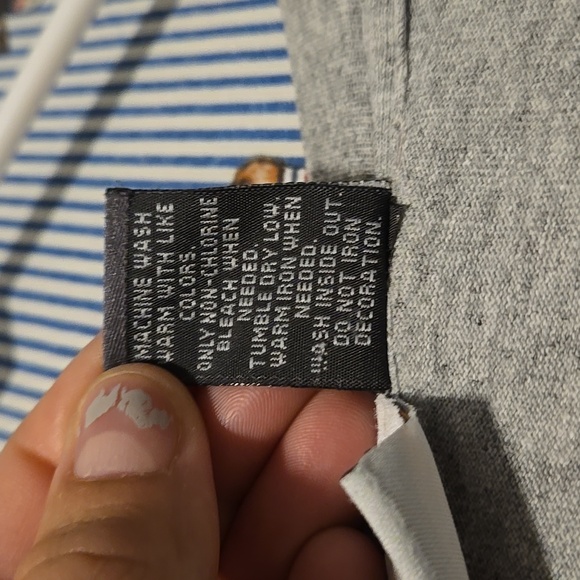 MACHINE WASH
WARM WITH LIKE
COLORS.
ONLY NON-CHLORINE
BLEACH WHEN
NEEDED.
TUMBLE DRY LOW.
WARM IRON WHEN
NEEDED.
WASH INSIDE OUT
DO NOT IRON
DECORATION.